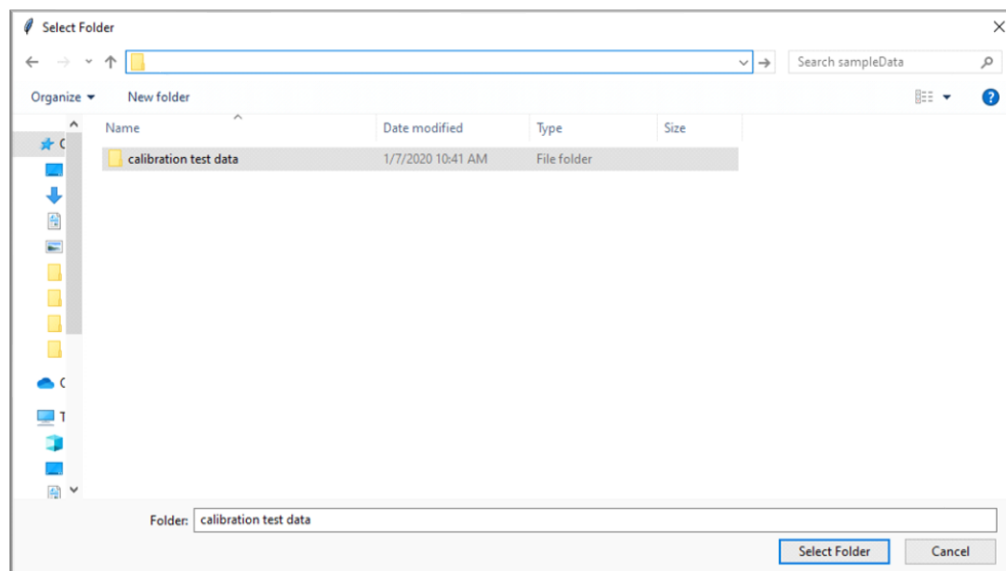 Select Folder
Search sampleData
Organize New folder
Name Date modified Type Size
calibration test data 1/7/2020 10:41 AM File folder
Folder: calibration test data
Select Folder Cancel